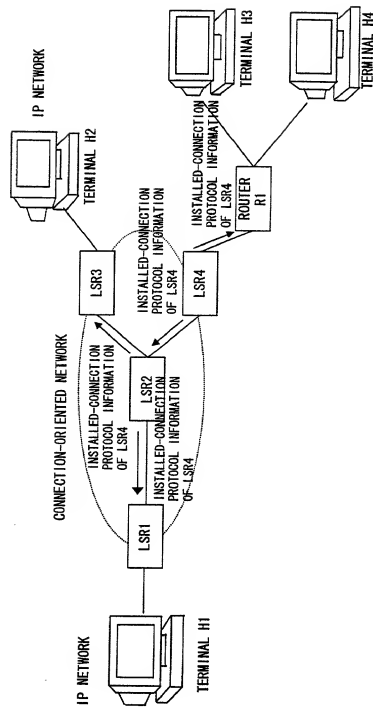 IP NETWORK
TERMINAL H1
CONNECTION-ORIENTED NETWORK
LSR1
INSTALLED-CONNECTION
PROTOCOL INFORMATION
OF LSR4
LSR2
INSTALLED-CONNECTION
PROTOCOL INFORMATION
OF LSR4
LSR3
INSTALLED-CONNECTION
PROTOCOL INFORMATION
OF LSR4
LSR4
IP NETWORK
TERMINAL H2
INSTALLED-CONNECTION
PROTOCOL INFORMATION
OF LSR4
ROUTER
R1
TERMINAL H3
TERMINAL H4